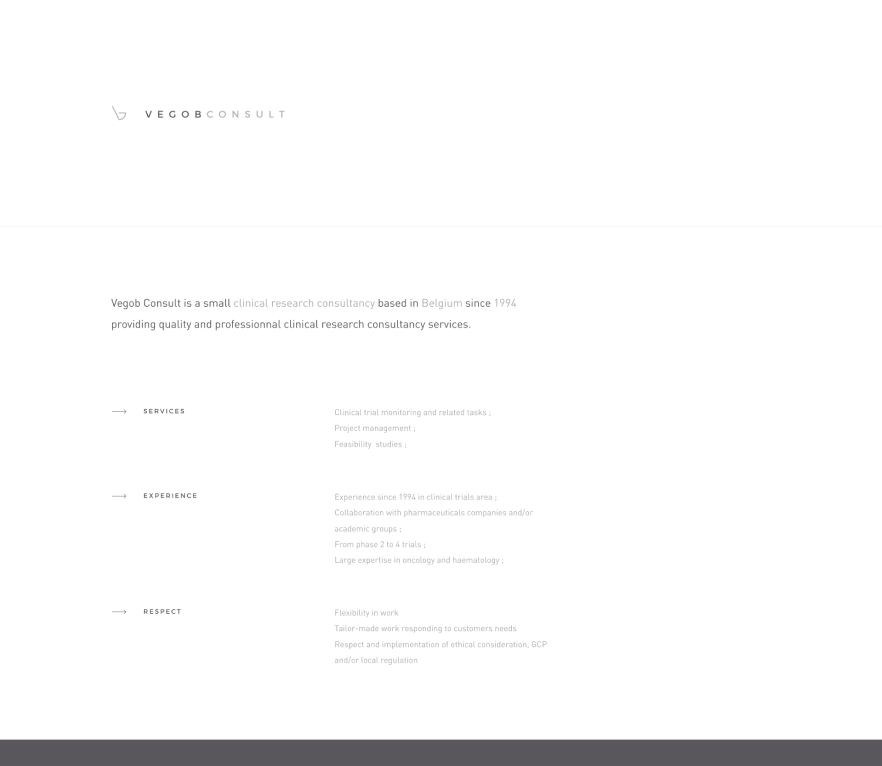 VEGOBCONSULT
Vegob Consult is a small clinical research consultancy based in Belgium since 1994
providing quality and professionnal clinical research consultancy services.
SERVICES
Clinical trial monitoring and related tasks ;
Project management ;
Feasibility studies ;
EXPERIENCE
Experience since 1994 in clinical trials area ;
Collaboration with pharmaceuticals companies and/or
academic groups ;
From phase 2 to 4 trials ;
Large expertise in oncology and haematology ;
RESPECT
Flexibility in work
Tailor-made work responding to customers needs
Respect and implementation of ethical consideration, GCP
and/or local regulation